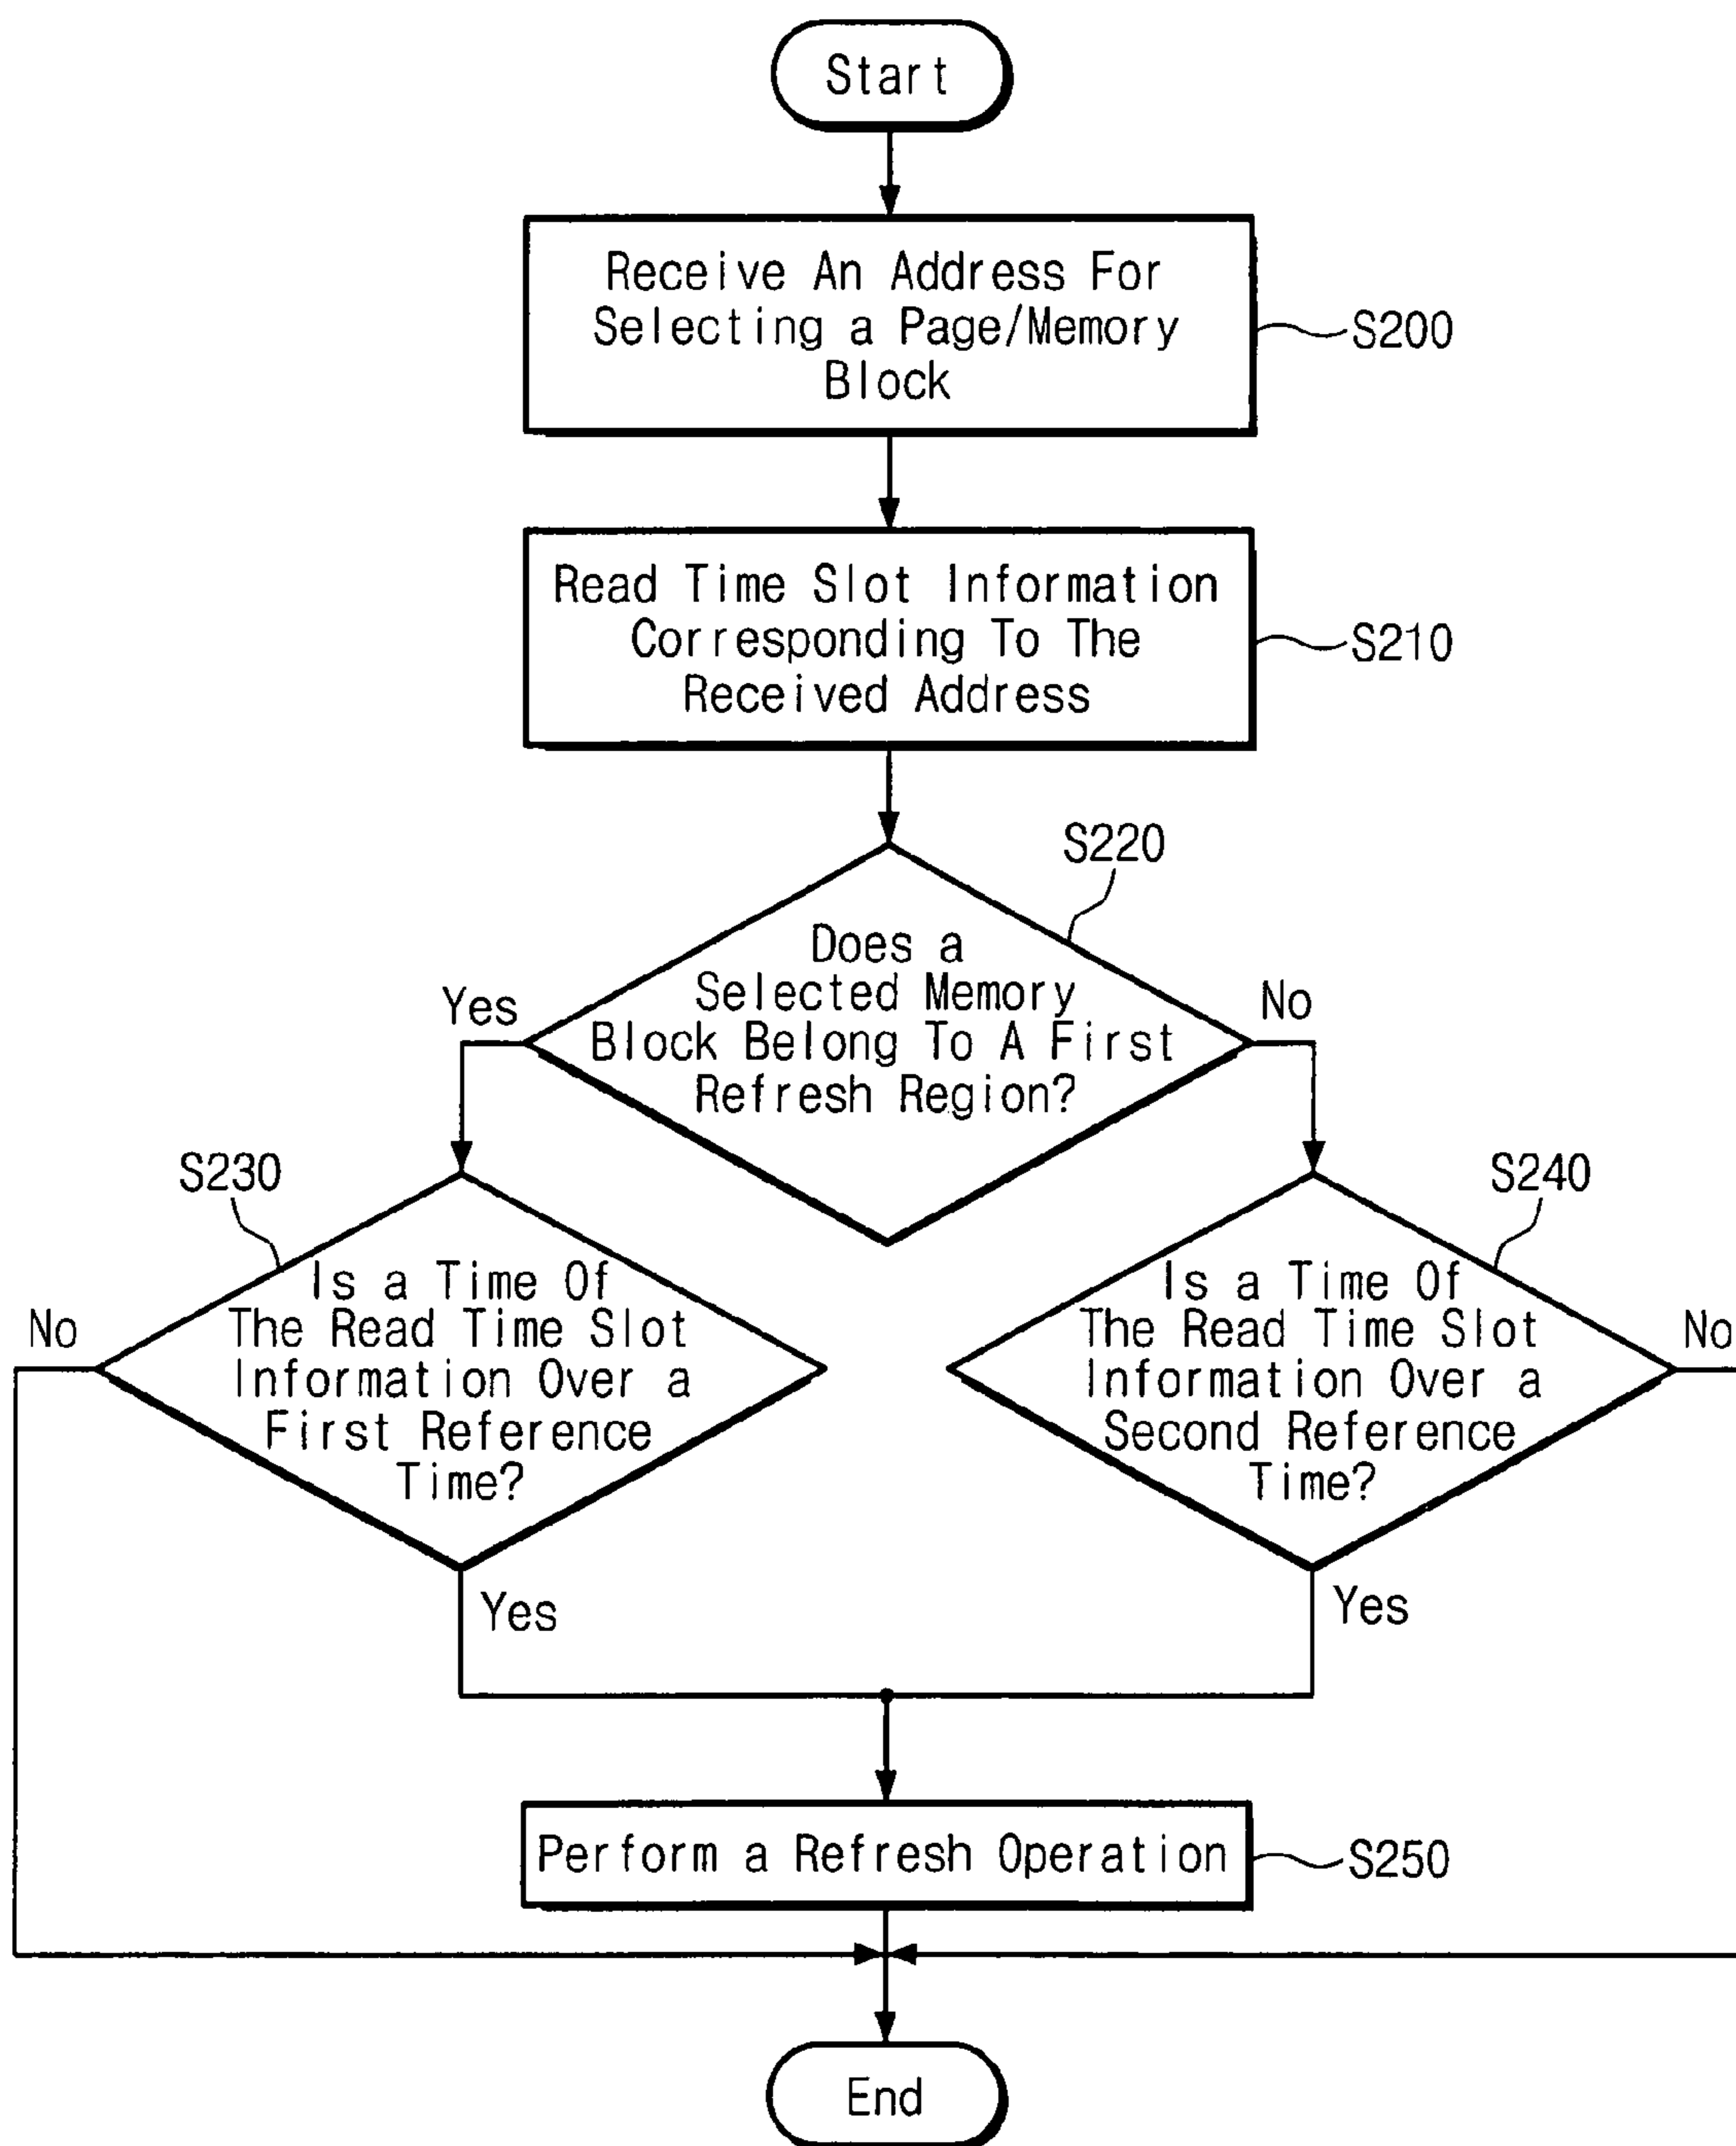 Start
Receive An Address For
Selecting a Page/Memory
Block
S200
Read Time Slot Information
Corresponding To The
Received Address
S210
S220
Does a
Selected Memory
Block Belong To A First
Refresh Region?
Yes
No
S230
Is a Time Of
The Read Time Slot
Information Over a
First Reference
Time?
No
Yes
S240
Is a Time Of
The Read Time Slot
Information Over a
Second Reference
Time?
No
Yes
Perform a Refresh Operation
S250
End